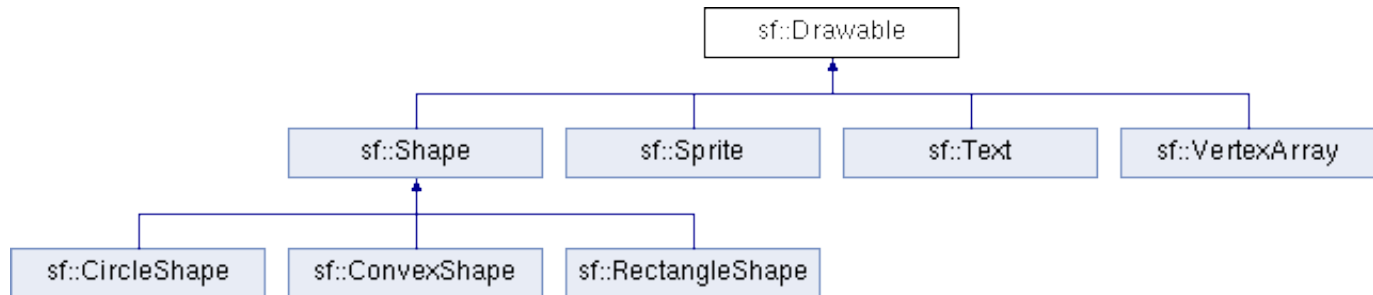 sf::Drawable
sf::Shape
sf::Sprite
sf::Text
sf::VertexArray
sf::CircleShape
sf::ConvexShape
sf::RectangleShape